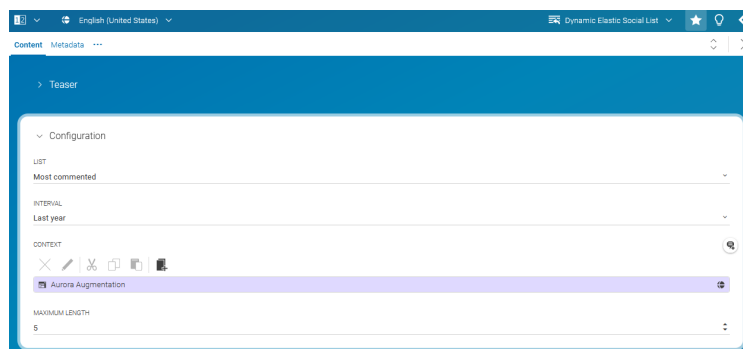 English (United States)
Dynamic Elastic Social List
Content Metadata
Teaser
Configuration
LIST
Most commented
INTERVAL
Last year
CONTEXT
Aurora Augmentation
MAXIMUM LENGTH
5